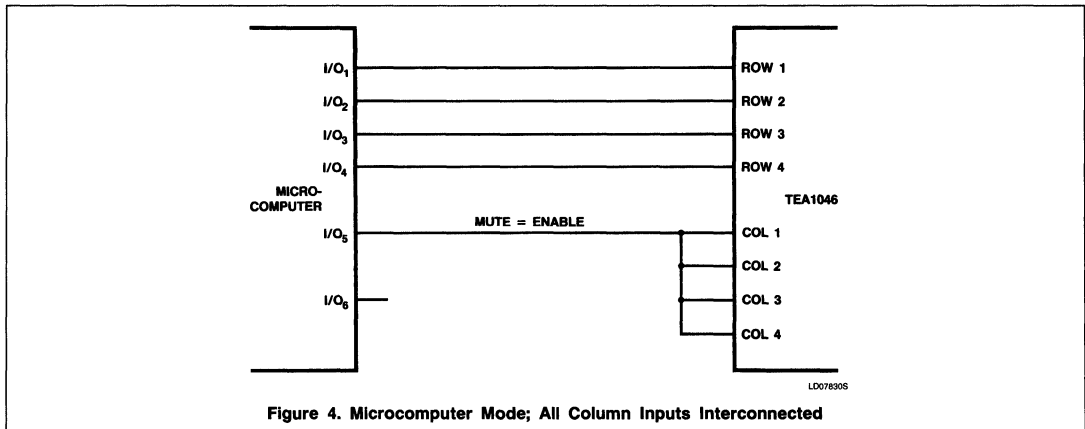 I/O1 ROW 1
I/O2 ROW 2
I/O3 ROW 3
I/O4 ROW 4
MICRO-
COMPUTER
TEA1046
MUTE = ENABLE
I/O5 COL 1
COL 2
I/O6 COL 3
COL 4
LD07830S
Figure 4. Microcomputer Mode; All Column Inputs Interconnected